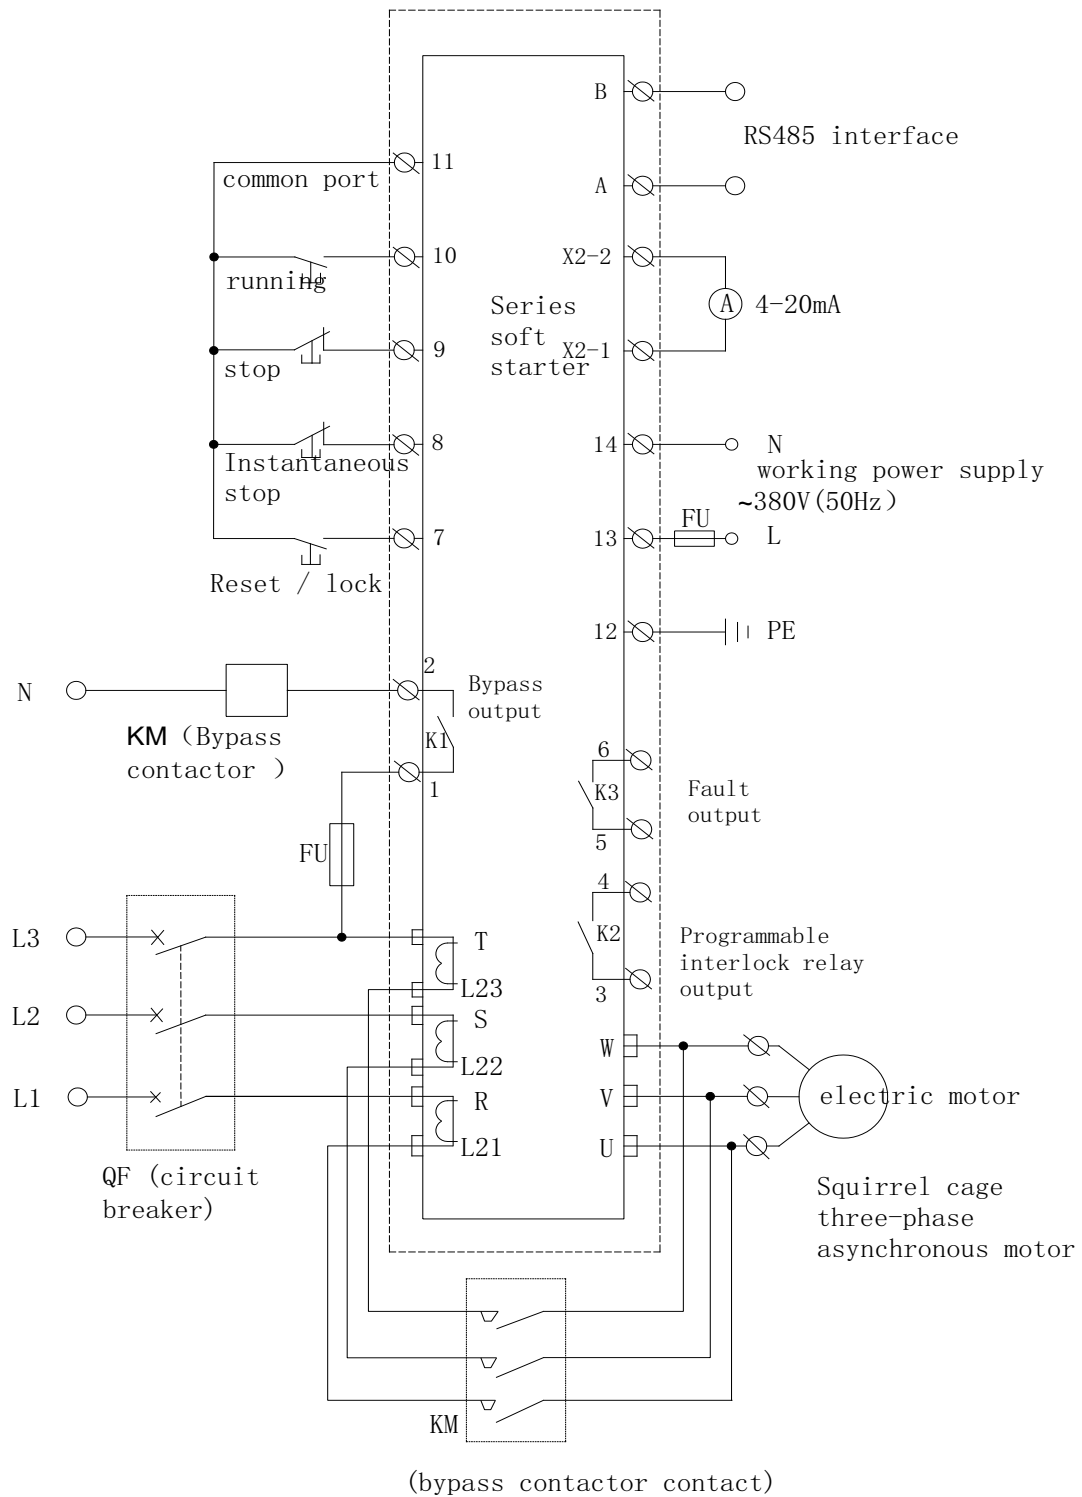 B
RS485 interface
11
common port
A
10
X2-2
running
Series
soft
starter
A
4-20mA
9
X2-1
stop
8
14
N
Instantaneous
stop
working power supply
~380V(50Hz)
FU
7
13
L
Reset / lock
12
PE
2
N
Bypass
output
KM (Bypass
contactor )
K1
1
6
K3
Fault
output
5
FU
4
L3
T
K2
Programmable
interlock relay
output
L23
3
L2
S
W
L22
L1
R
V
electric motor
L21
U
QF (circuit
breaker)
Squirrel cage
three-phase
asynchronous motor
KM
(bypass contactor contact)